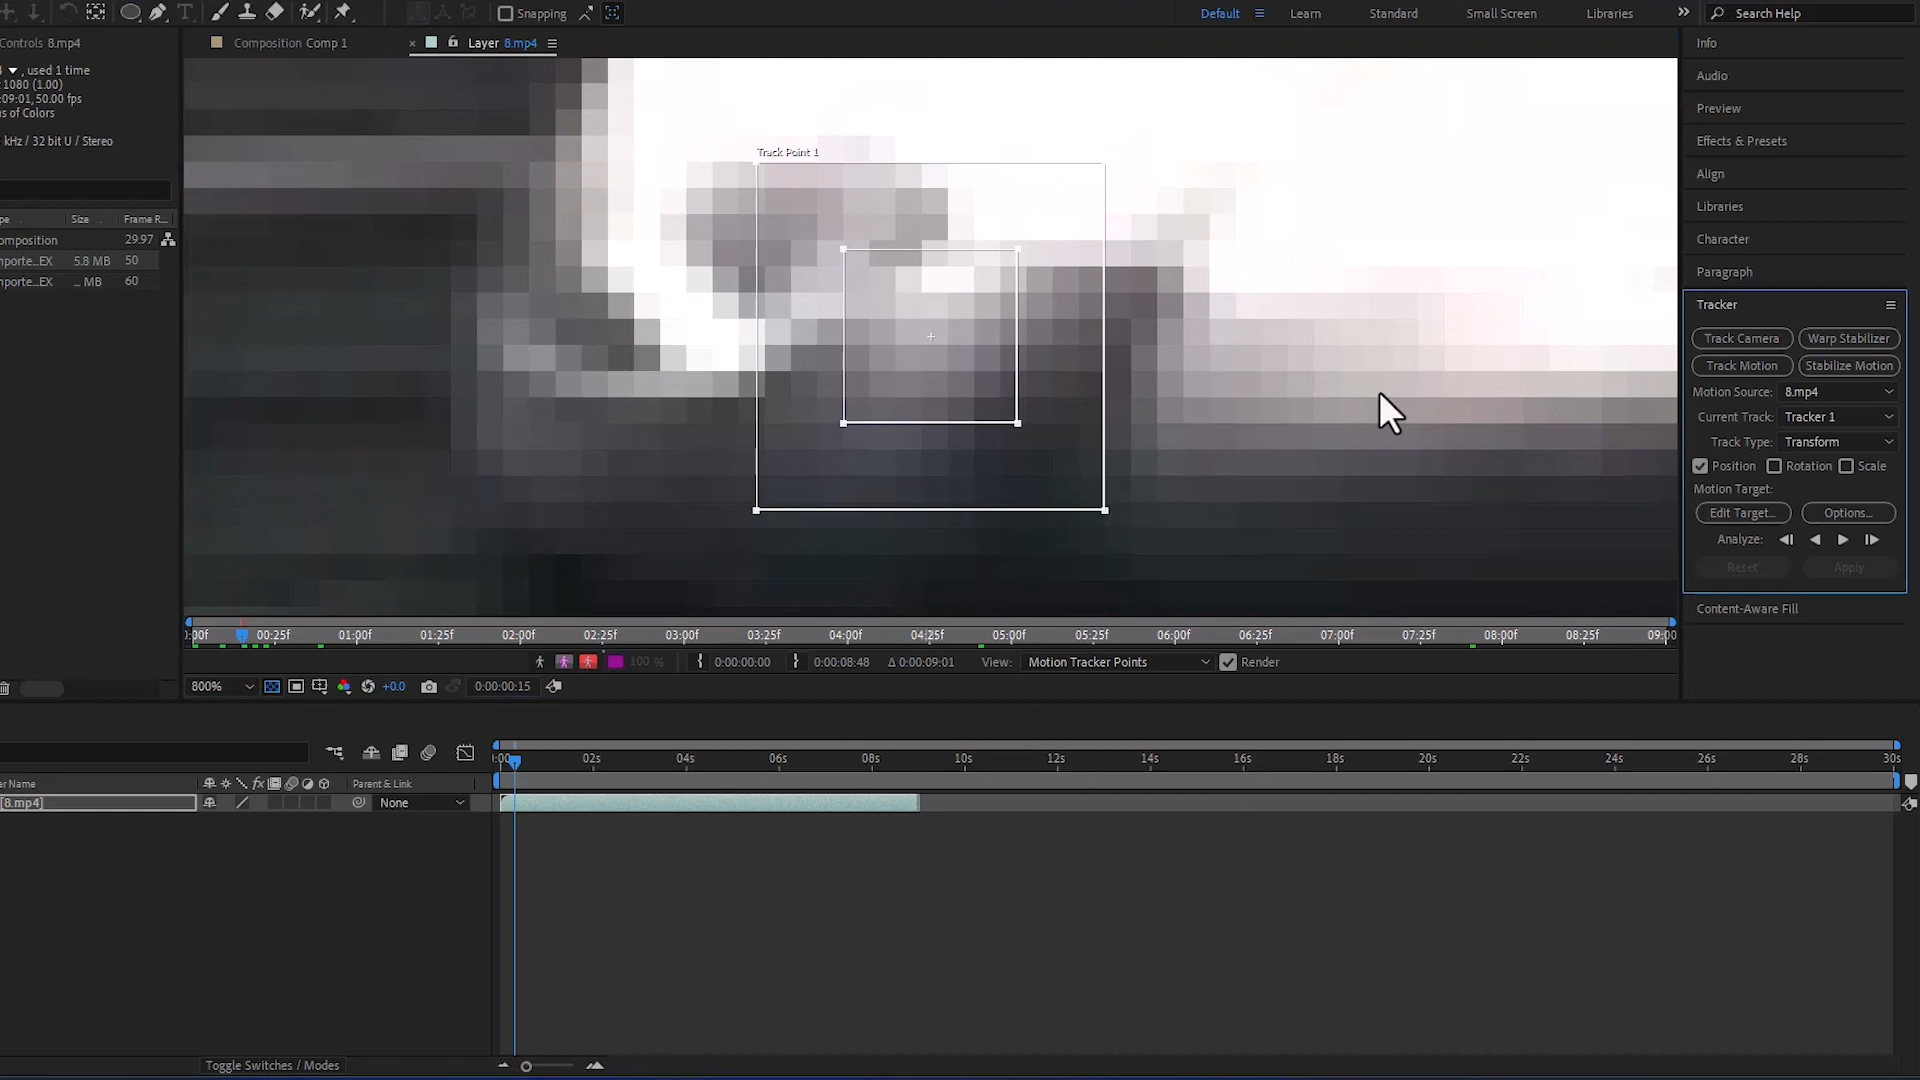 Snapping
Default
Learn
Standard
Small Screen
Libraries
Search Help
Controls 8.mp4
Composition Comp 1
Layer 8.mp4
, used 1 time
1080 (1.00)
:09:01, 50.00 fps
ns of Colors
kHz / 32 bit U / Stereo
pe
Size
Frame R...
omposition
29.97
mporte...EX
5.8 MB
50
mporte...EX
... MB
60
Track Point 1
Info
Audio
Preview
Effects & Presets
Align
Libraries
Character
Paragraph
Tracker
Track Camera
Warp Stabilizer
Track Motion
Stabilize Motion
Motion Source: 8.mp4
Current Track: Tracker 1
Track Type: Transform
Position
Rotation
Scale
Motion Target:
Edit Target...
Options...
Analyze:
Reset
Apply
Content-Aware Fill
:00f 00:25f 01:00f 01:25f 02:00f 02:25f 03:00f 03:25f 04:00f 04:25f 05:00f 05:25f 06:00f 06:25f 07:00f 07:25f 08:00f 08:25f 09:00
100 %
0:00:00:00
0:00:08:48
Δ 0:00:09:01
View: Motion Tracker Points
Render
800%
+0.0
0:00:00:15
:00 02s 04s 06s 08s 10s 12s 14s 16s 18s 20s 22s 24s 26s 28s 30s
er Name
fx
Parent & Link
[8.mp4]
None
Toggle Switches / Modes